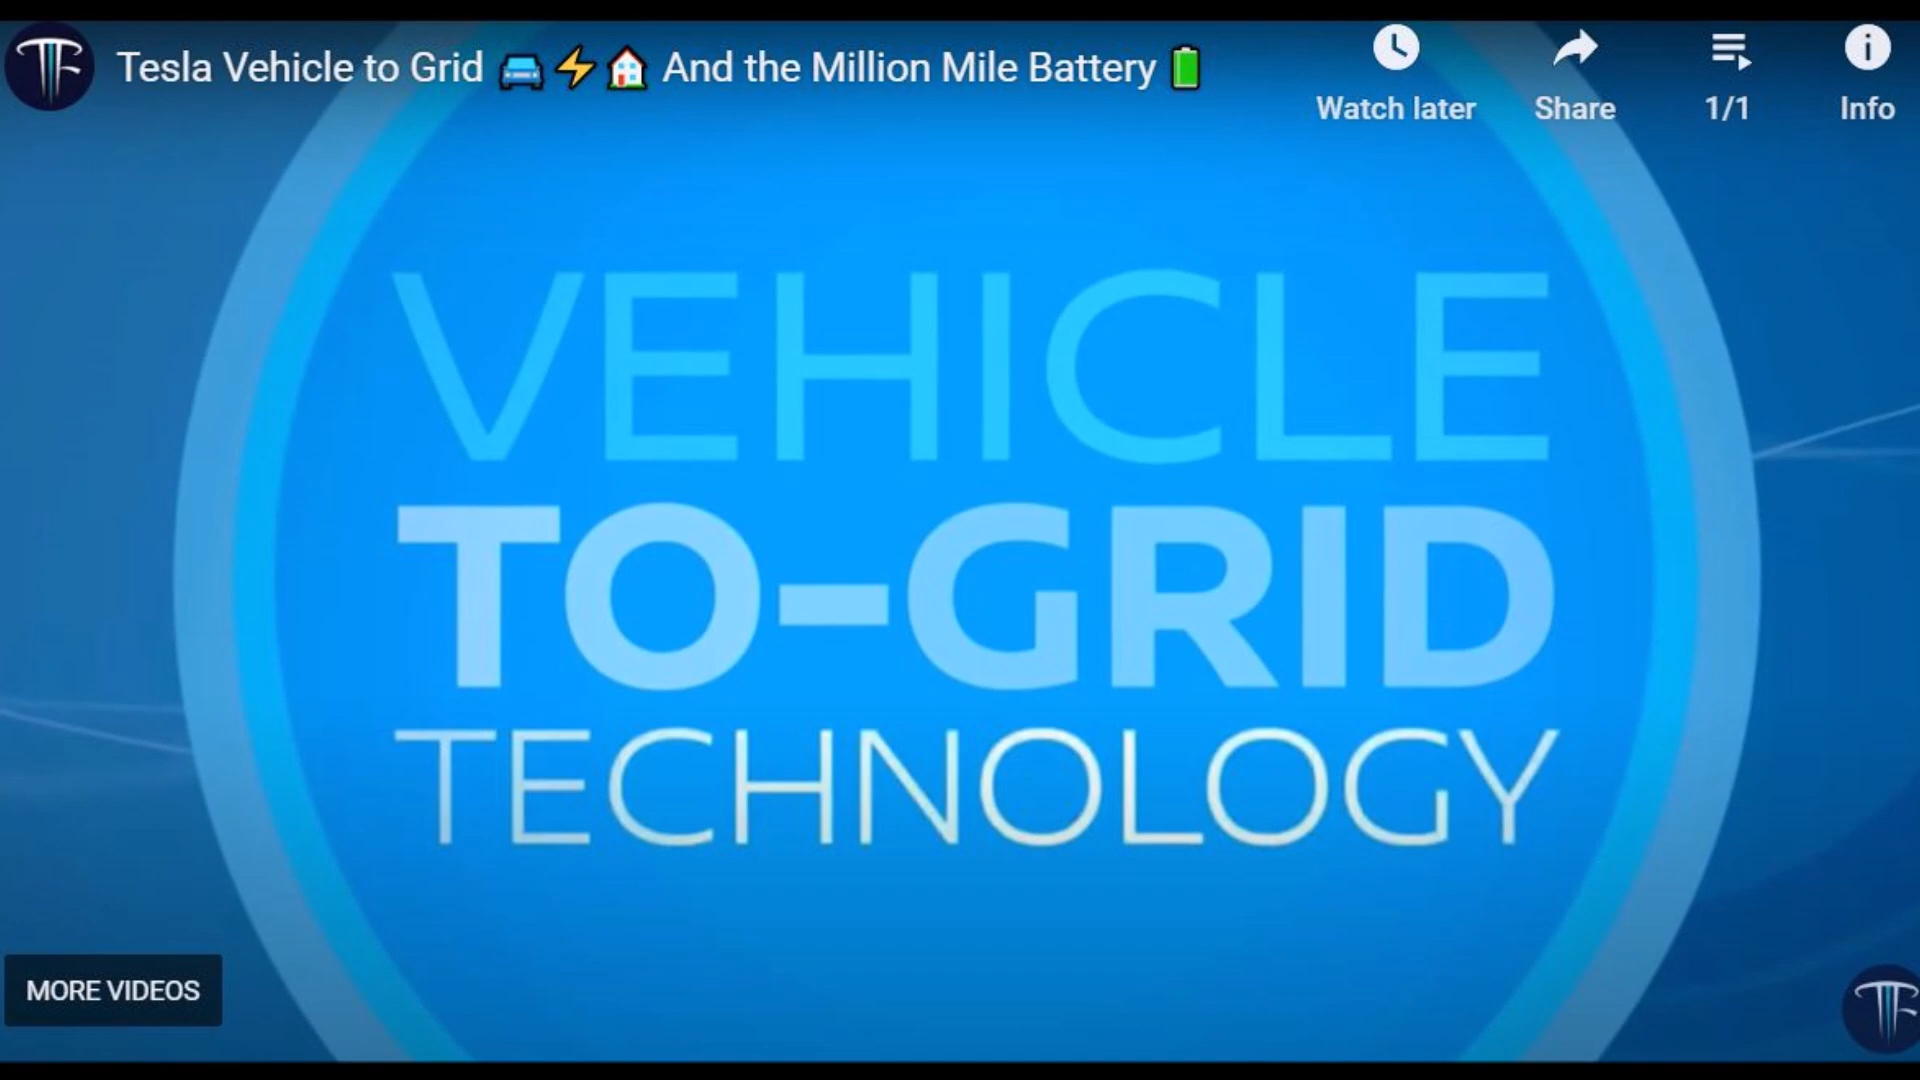 Tesla Vehicle to Grid 🚘⚡🏠 And the Million Mile Battery 🔋
Watch later
Share
1/1
Info
VEHICLE
TO-GRID
TECHNOLOGY
MORE VIDEOS